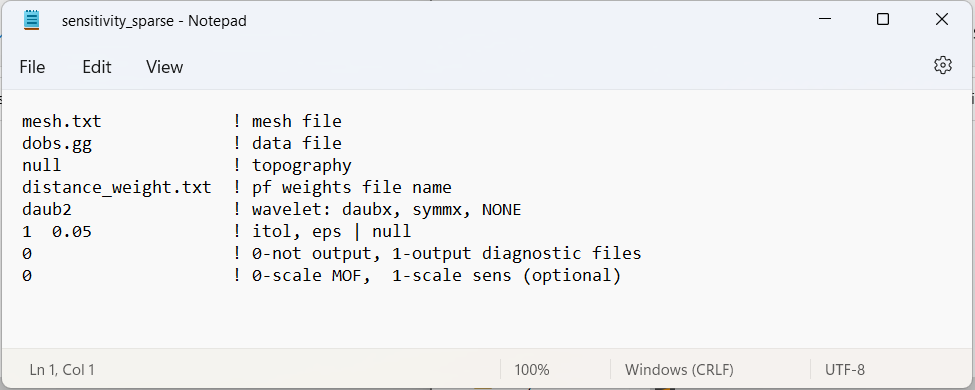 sensitivity_sparse - Notepad
File Edit View
mesh.txt ! mesh file
dobs.gg ! data file
null ! topography
distance_weight.txt ! pf weights file name
daub2 ! wavelet: daubx, symmx, NONE
1 0.05 ! itol, eps | null
0 ! 0-not output, 1-output diagnostic files
0 ! 0-scale MOF, 1-scale sens (optional)
Ln 1, Col 1 100% Windows (CRLF) UTF-8